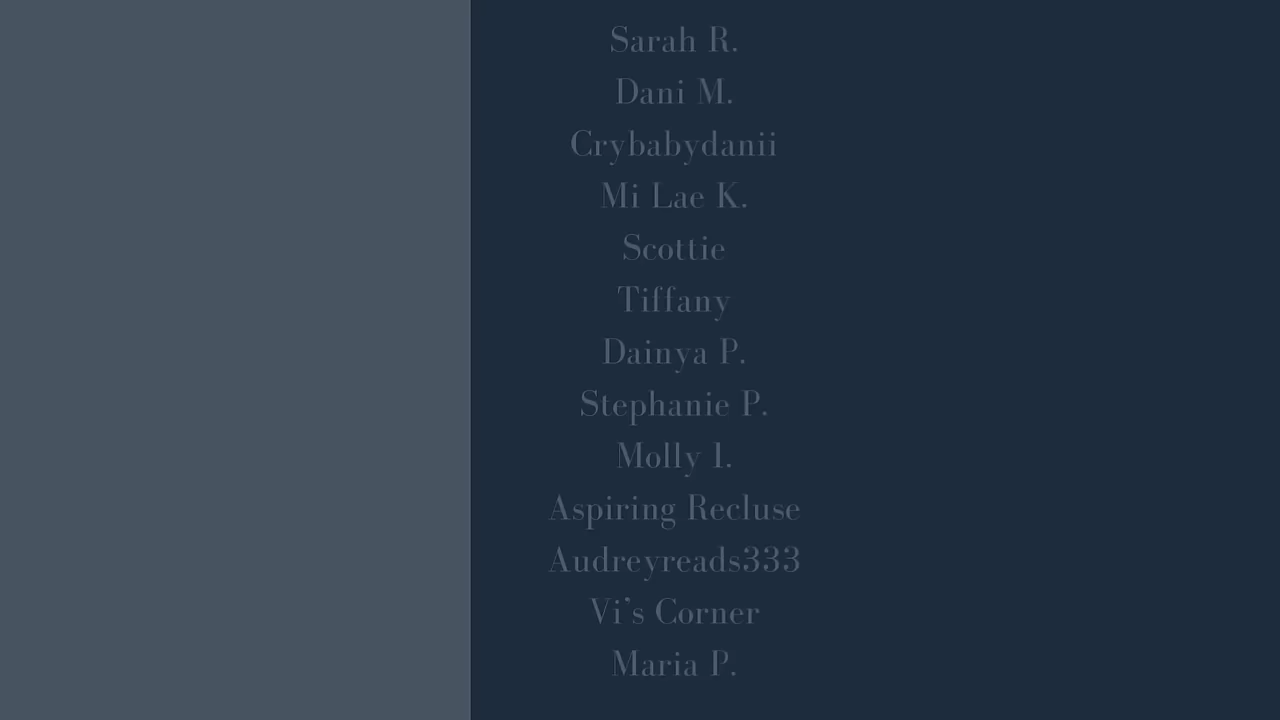 Sarah R.
Dani M.
Crybabydanii
Mi Lae K.
Scottie
Tiffany
Dainya P.
Stephanie P.
Molly I.
Aspiring Recluse
Audreyreads333
Vi's Corner
Maria P.